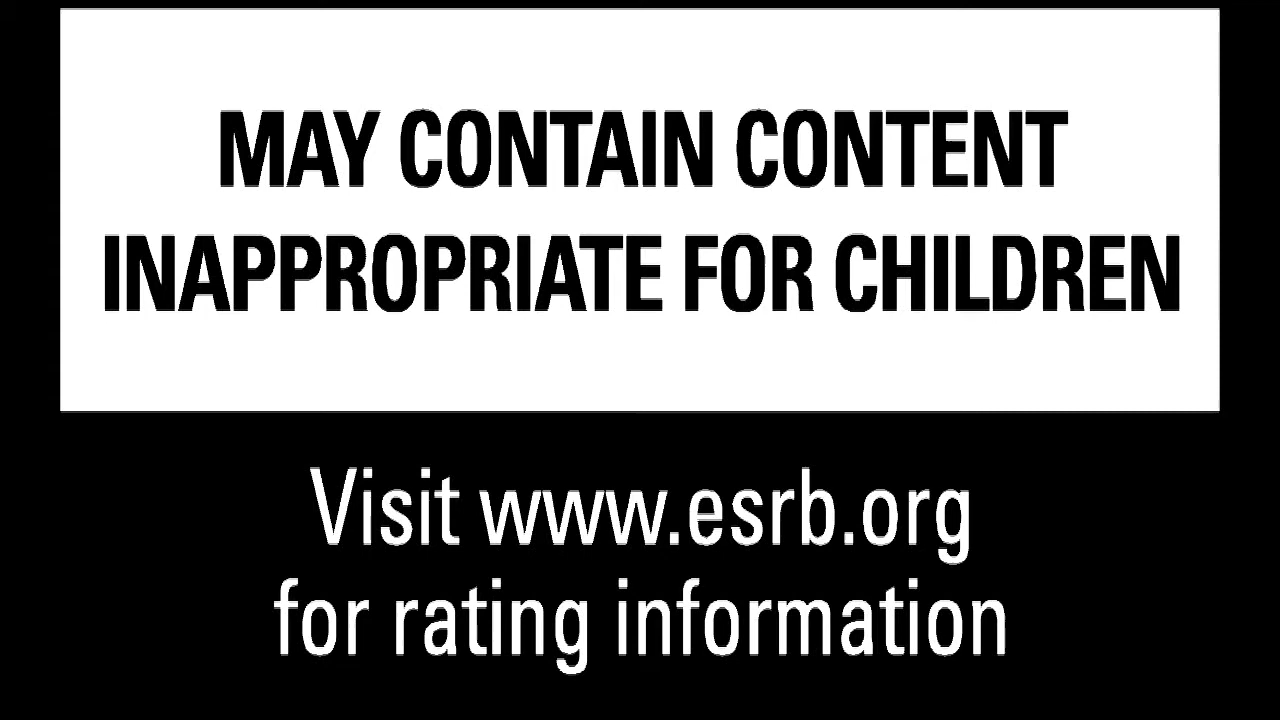 MAY CONTAIN CONTENT
INAPPROPRIATE FOR CHILDREN
Visit www.esrb.org
for rating information